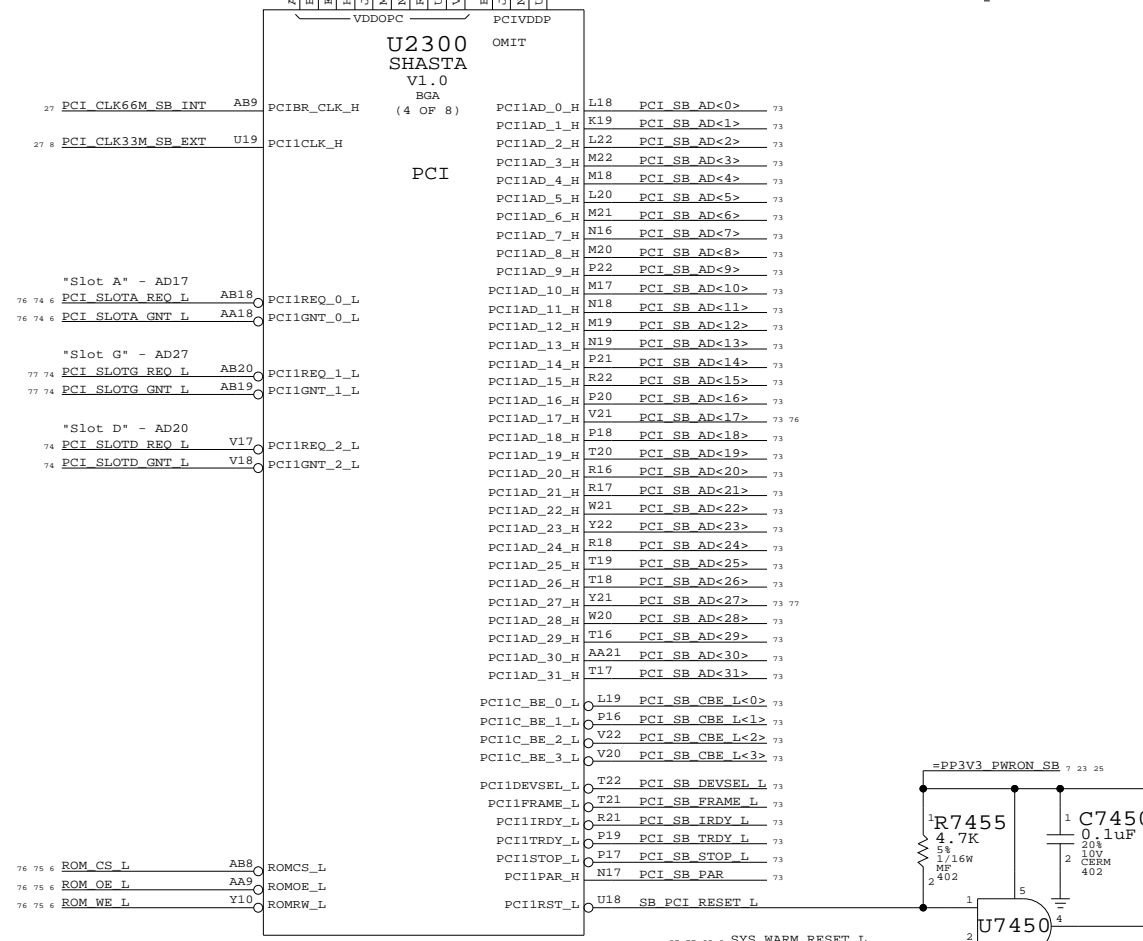 VDDOPC PCIVDDP
U2300 OMIT
SHASTA
V1.0
BGA
(4 OF 8)
PCI
27 PCI_CLK66M_SB_INT AB9 PCIBR_CLK_H
27 8 PCI_CLK33M_SB_EXT U19 PCI1CLK_H
"Slot A" - AD17
76 74 6 PCI_SLOTA_REQ_L AB18 PCI1REQ_0_L
76 74 6 PCI_SLOTA_GNT_L AA18 PCI1GNT_0_L
"Slot G" - AD27
77 74 PCI_SLOTG_REQ_L AB20 PCI1REQ_1_L
77 74 PCI_SLOTG_GNT_L AB19 PCI1GNT_1_L
"Slot D" - AD20
74 PCI_SLOTD_REQ_L V17 PCI1REQ_2_L
74 PCI_SLOTD_GNT_L V18 PCI1GNT_2_L
76 75 6 ROM_CS_L AB8 ROMCS_L
76 75 6 ROM_OE_L AA9 ROMOE_L
76 75 6 ROM_WE_L Y10 ROMRW_L
PCI1AD_0_H L18 PCI_SB_AD<0> 73
PCI1AD_1_H K19 PCI_SB_AD<1> 73
PCI1AD_2_H L22 PCI_SB_AD<2> 73
PCI1AD_3_H M22 PCI_SB_AD<3> 73
PCI1AD_4_H M18 PCI_SB_AD<4> 73
PCI1AD_5_H L20 PCI_SB_AD<5> 73
PCI1AD_6_H M21 PCI_SB_AD<6> 73
PCI1AD_7_H N16 PCI_SB_AD<7> 73
PCI1AD_8_H M20 PCI_SB_AD<8> 73
PCI1AD_9_H P22 PCI_SB_AD<9> 73
PCI1AD_10_H M17 PCI_SB_AD<10> 73
PCI1AD_11_H N18 PCI_SB_AD<11> 73
PCI1AD_12_H M19 PCI_SB_AD<12> 73
PCI1AD_13_H N19 PCI_SB_AD<13> 73
PCI1AD_14_H P21 PCI_SB_AD<14> 73
PCI1AD_15_H R22 PCI_SB_AD<15> 73
PCI1AD_16_H P20 PCI_SB_AD<16> 73
PCI1AD_17_H V21 PCI_SB_AD<17> 73 76
PCI1AD_18_H P18 PCI_SB_AD<18> 73
PCI1AD_19_H T20 PCI_SB_AD<19> 73
PCI1AD_20_H R16 PCI_SB_AD<20> 73
PCI1AD_21_H R17 PCI_SB_AD<21> 73
PCI1AD_22_H W21 PCI_SB_AD<22> 73
PCI1AD_23_H Y22 PCI_SB_AD<23> 73
PCI1AD_24_H R18 PCI_SB_AD<24> 73
PCI1AD_25_H T19 PCI_SB_AD<25> 73
PCI1AD_26_H T18 PCI_SB_AD<26> 73
PCI1AD_27_H Y21 PCI_SB_AD<27> 73 77
PCI1AD_28_H W20 PCI_SB_AD<28> 73
PCI1AD_29_H T16 PCI_SB_AD<29> 73
PCI1AD_30_H AA21 PCI_SB_AD<30> 73
PCI1AD_31_H T17 PCI_SB_AD<31> 73
PCI1C_BE_0_L L19 PCI_SB_CBE_L<0> 73
PCI1C_BE_1_L P16 PCI_SB_CBE_L<1> 73
PCI1C_BE_2_L V22 PCI_SB_CBE_L<2> 73
PCI1C_BE_3_L V20 PCI_SB_CBE_L<3> 73
PCI1DEVSEL_L T22 PCI_SB_DEVSEL_L 73
PCI1FRAME_L T21 PCI_SB_FRAME_L 73
PCI1IRDY_L R21 PCI_SB_IRDY_L 73
PCI1TRDY_L P19 PCI_SB_TRDY_L 73
PCI1STOP_L P17 PCI_SB_STOP_L 73
PCI1PAR_H N17 PCI_SB_PAR 73
PCI1RST_L U18 SB_PCI_RESET_L
=PP3V3_PWRON_SB 7 23 25
1 R7455
4.7K
5%
1/16W
MF
2 402
1 C7450
0.1uF
20%
10V
2 CERM
402
1 5
U7450 4
2
SYS_WARM_RESET_L